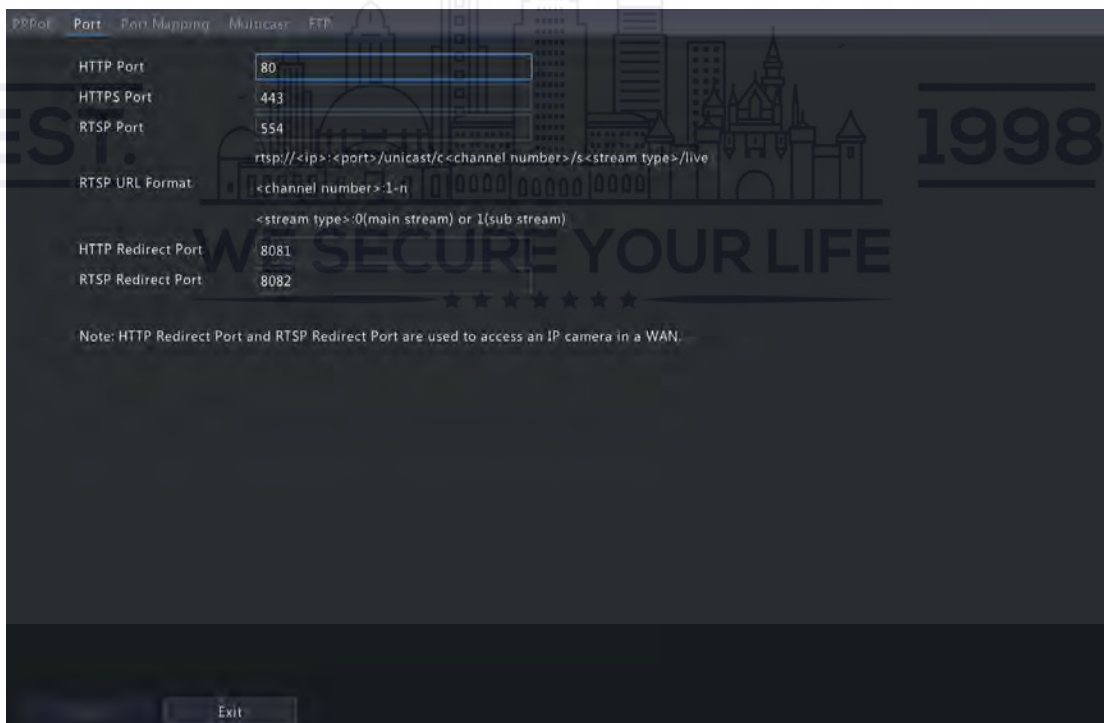 PPPoE Port Port Mapping Multicast FTP
HTTP Port 80
HTTPS Port 443
RTSP Port 554
rtsp://<ip>:<port>/unicast/c<channel number>/s<stream type>/live
RTSP URL Format <channel number>:1-n
<stream type>:0(main stream) or 1(sub stream)
HTTP Redirect Port 8081
RTSP Redirect Port 8082
Note: HTTP Redirect Port and RTSP Redirect Port are used to access an IP camera in a WAN.
EST. 1998
WE SECURE YOUR LIFE
Exit